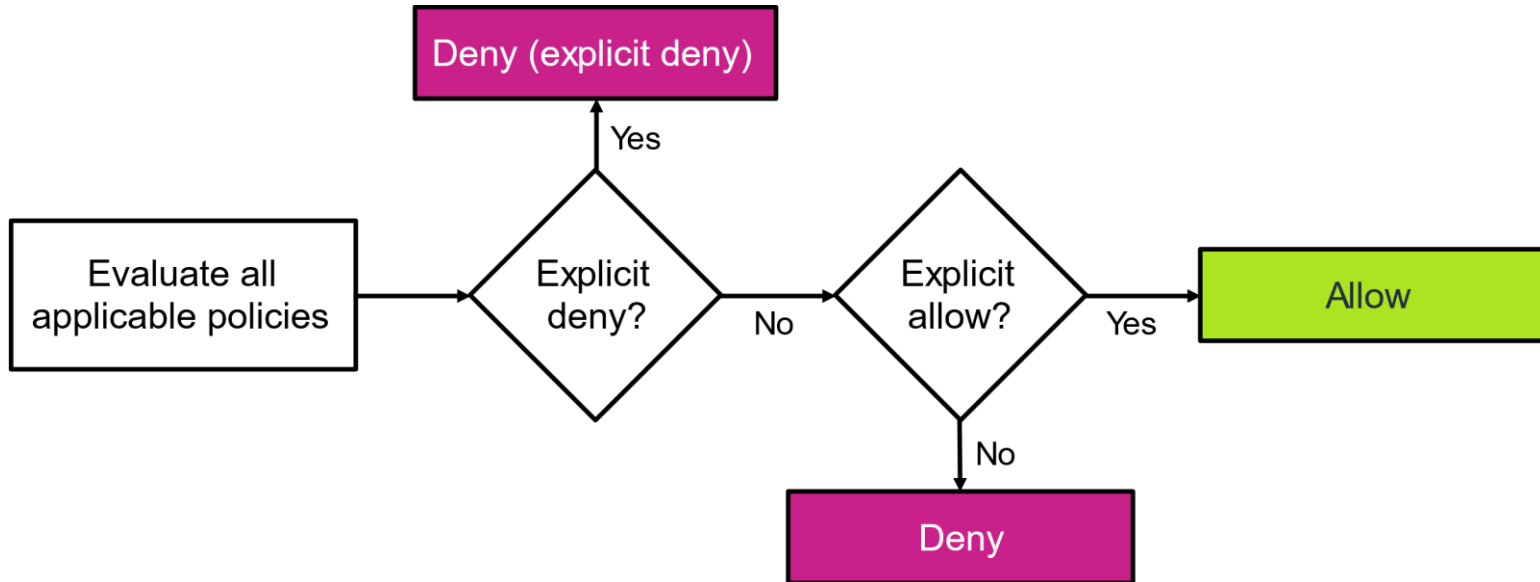 Deny (explicit deny)
Yes
Evaluate all
applicable policies
Explicit
deny?
No
Explicit
allow?
Yes
Allow
No
Deny